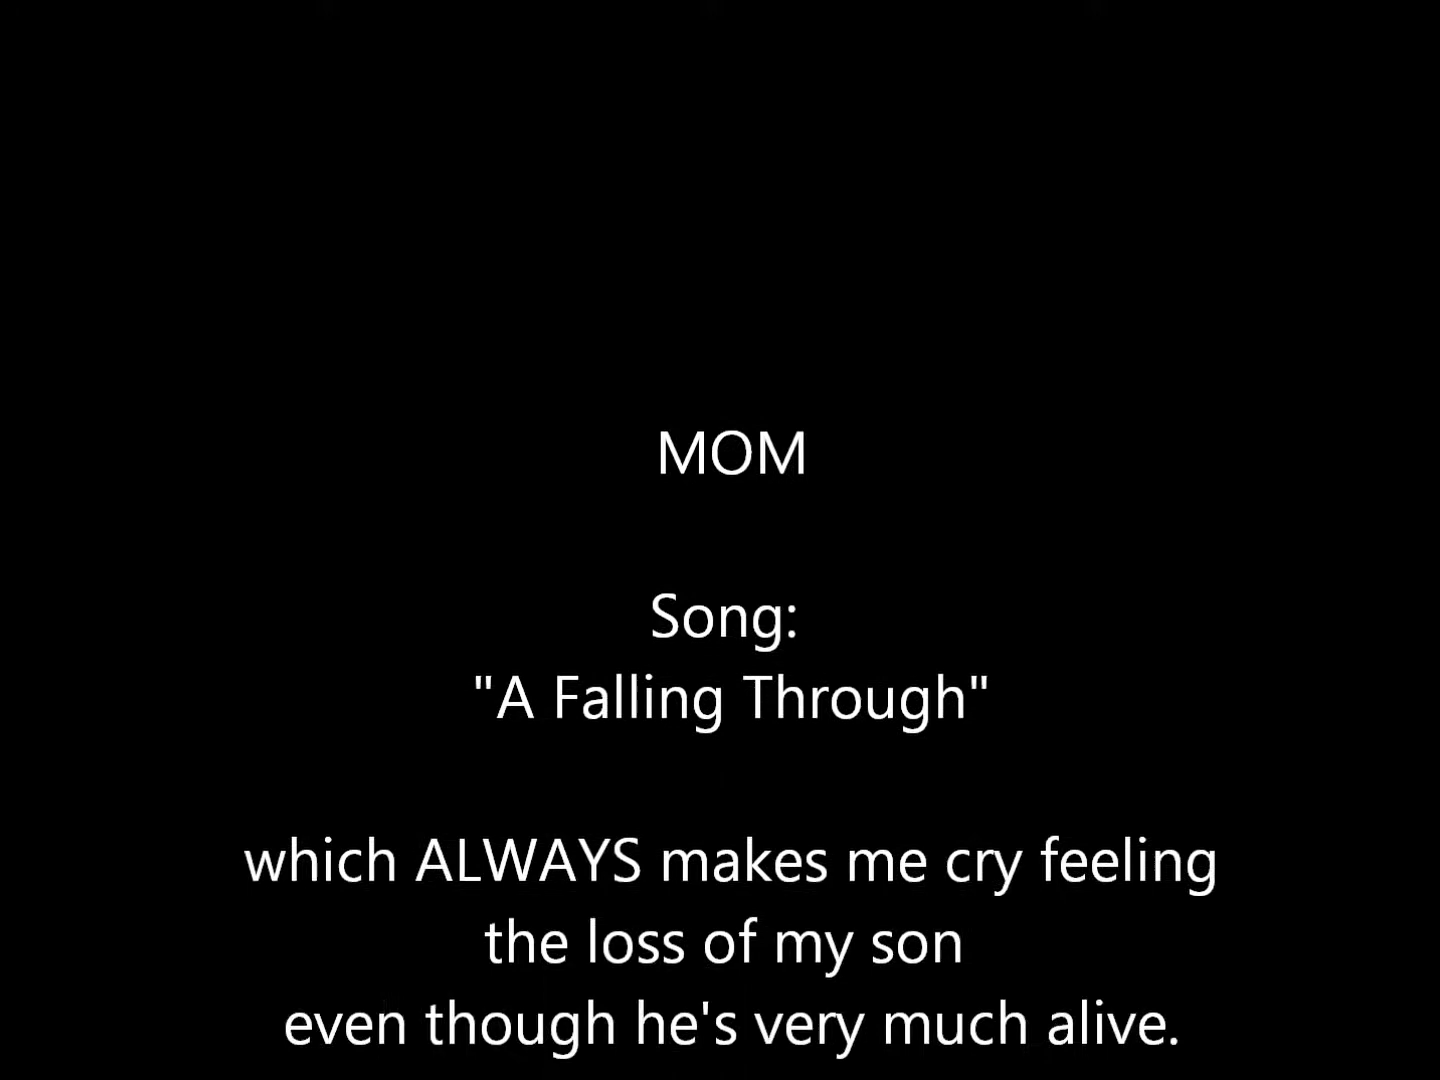 MOM
Song:
"A Falling Through"
which ALWAYS makes me cry feeling
the loss of my son
even though he's very much alive.